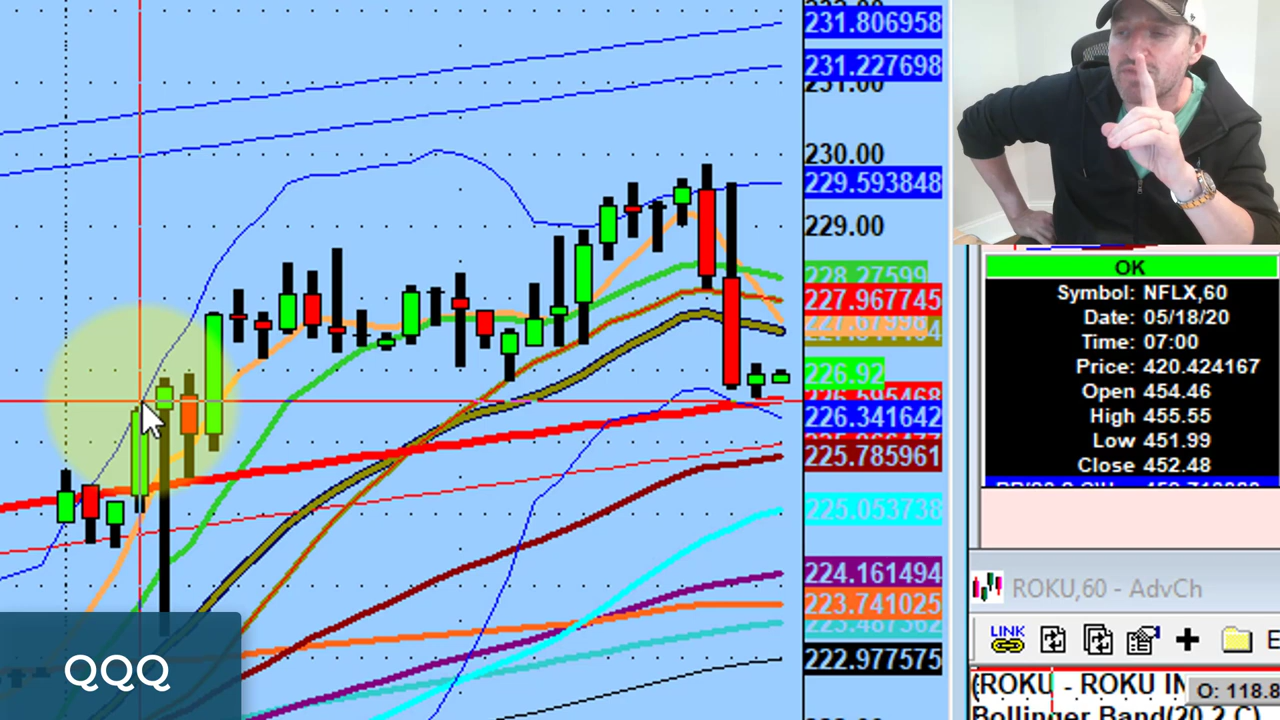 231.806958
231.227698
231.00
230.00
229.593848
229.00
228.27599
227.967745
226.92
226.341642
225.785961
225.053738
224.161494
223.741025
222.977575
QQQ
OK
Symbol: NFLX,60
Date: 05/18/20
Time: 07:00
Price: 420.424167
Open 454.46
High 455.55
Low 451.99
Close 452.48
ROKU,60 - AdvCh
LINK
(ROKU - ROKU IN
O: 118.8
Bollinger Band(20,2,C)